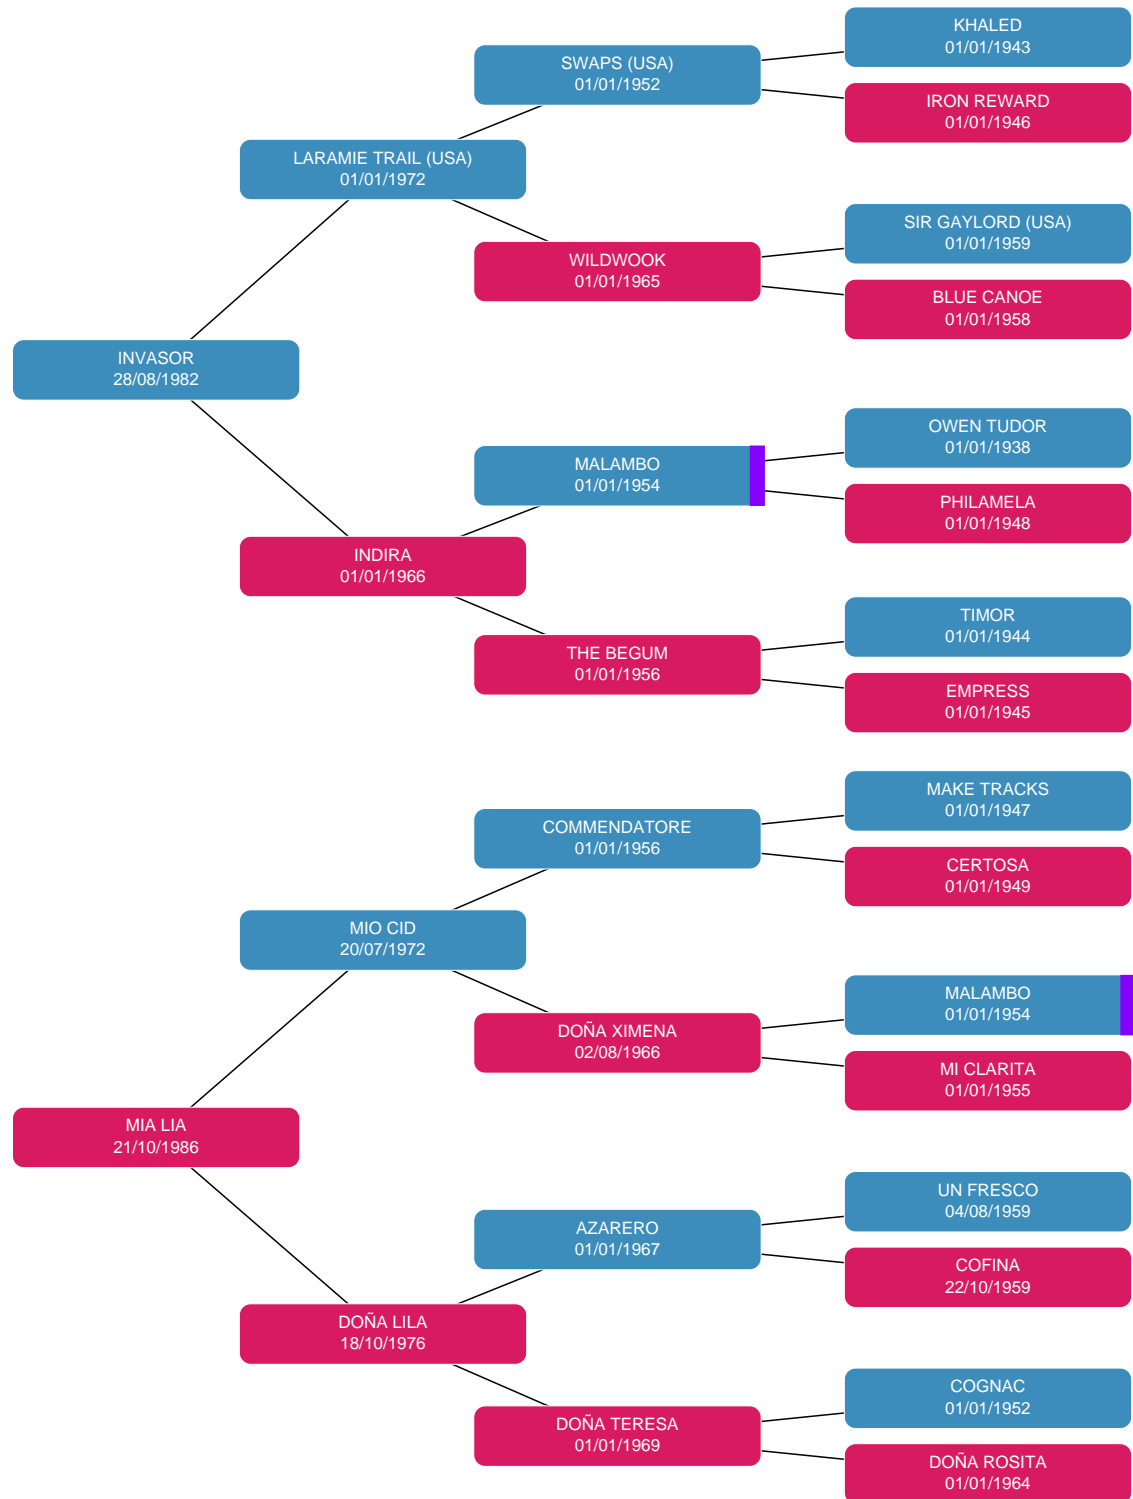 KHALED
01/01/1943
SWAPS (USA)
01/01/1952
IRON REWARD
01/01/1946
LARAMIE TRAIL (USA)
01/01/1972
SIR GAYLORD (USA)
01/01/1959
WILDWOOK
01/01/1965
BLUE CANOE
01/01/1958
INVASOR
28/08/1982
OWEN TUDOR
01/01/1938
MALAMBO
01/01/1954
PHILAMELA
01/01/1948
INDIRA
01/01/1966
TIMOR
01/01/1944
THE BEGUM
01/01/1956
EMPRESS
01/01/1945
MAKE TRACKS
01/01/1947
COMMENDATORE
01/01/1956
CERTOSA
01/01/1949
MIO CID
20/07/1972
MALAMBO
01/01/1954
DOÑA XIMENA
02/08/1966
MI CLARITA
01/01/1955
MIA LIA
21/10/1986
UN FRESCO
04/08/1959
AZARERO
01/01/1967
COFINA
22/10/1959
DOÑA LILA
18/10/1976
COGNAC
01/01/1952
DOÑA TERESA
01/01/1969
DOÑA ROSITA
01/01/1964